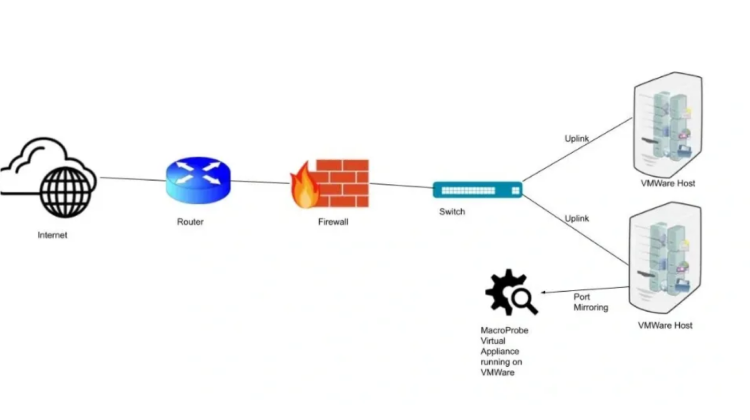 Uplink
VMWare Host
Internet
Router
Firewall
Switch
Uplink
Port
Mirroring
VMWare Host
MacroProbe
Virtual
Appliance
running on
VMWare